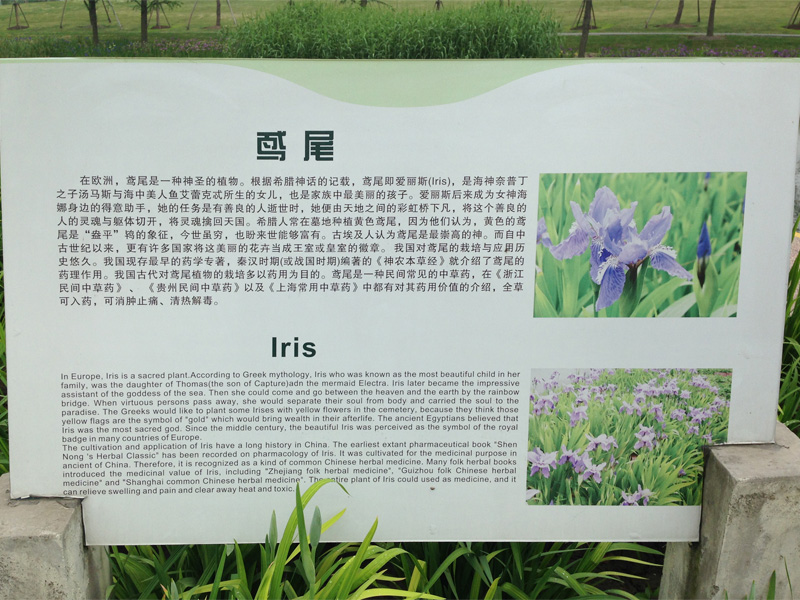 鸢尾
在欧洲，鸢尾是一种神圣的植物。根据希腊神话的记载，鸢尾即爱丽斯(Iris)，是海神奈普丁
之子汤马斯与海中美人鱼艾蕾克忒所生的女儿，也是家族中最美丽的孩子。爱丽斯后来成为女神海
娜身边的得意助手，她的任务是有善良的人逝世时，她便由天地之间的彩虹桥下凡，将这个善良的
人的灵魂与躯体切开，将灵魂擒回天国。希腊人常在墓地种植黄色鸢尾，因为他们认为，黄色的鸢
尾是“鱼平”鸨的象征，今世虽穷，也盼来世能够富有。古埃及人认为鸢尾是最崇高的神。而自中
古世纪以来，更有许多国家将这美丽的花卉当成王室或皇室的徽章。 我国对鸢尾的栽培与应用历
史悠久。我国现存最早的药学专著，秦汉时期(或战国时期)编著的《神农本草经》就介绍了鸢尾的
药理作用。我国古代对鸢尾植物的栽培多以药用为目的。鸢尾是一种民间常见的中草药，在《浙江
民间中草药》、《贵州民间中草药》以及《上海常用中草药》中都有对其药用价值的介绍，全草
可入药，可消肿止痛、清热解毒。
Iris
In Europe, Iris is a sacred plant.According to Greek mythology, Iris who was known as the most beautiful child in her
family, was the daughter of Thomas(the son of Capture)adn the mermaid Electra. Iris later became the impressive
assistant of the goddess of the sea. Then she could come and go between the heaven and the earth by the rainbow
bridge. When virtuous persons pass away, she would separate their soul from body and carried the soul to the
paradise. The Greeks would like to plant some Irises with yellow flowers in the cemetery, because they think those
yellow flags are the symbol of "gold" which would bring wealth in their afterlife. The ancient Egyptians believed that
Iris was the most sacred god. Since the middle century, the beautiful Iris was perceived as the symbol of the royal
badge in many countries of Europe.
The cultivation and application of Iris have a long history in China. The earliest extant pharmaceutical book "Shen
Nong 's Herbal Classic" has been recorded on pharmacology of Iris. It was cultivated for the medicinal purpose in
ancient of China. Therefore, it is recognized as a kind of common Chinese herbal medicine. Many folk herbal books
introduced the medicinal value of Iris, including "Zhejiang folk herbal medicine", "Guizhou folk Chinese herbal
medicine" and "Shanghai common Chinese herbal medicine". The entire plant of Iris could used as medicine, and it
can relieve swelling and pain and clear away heat and toxic.